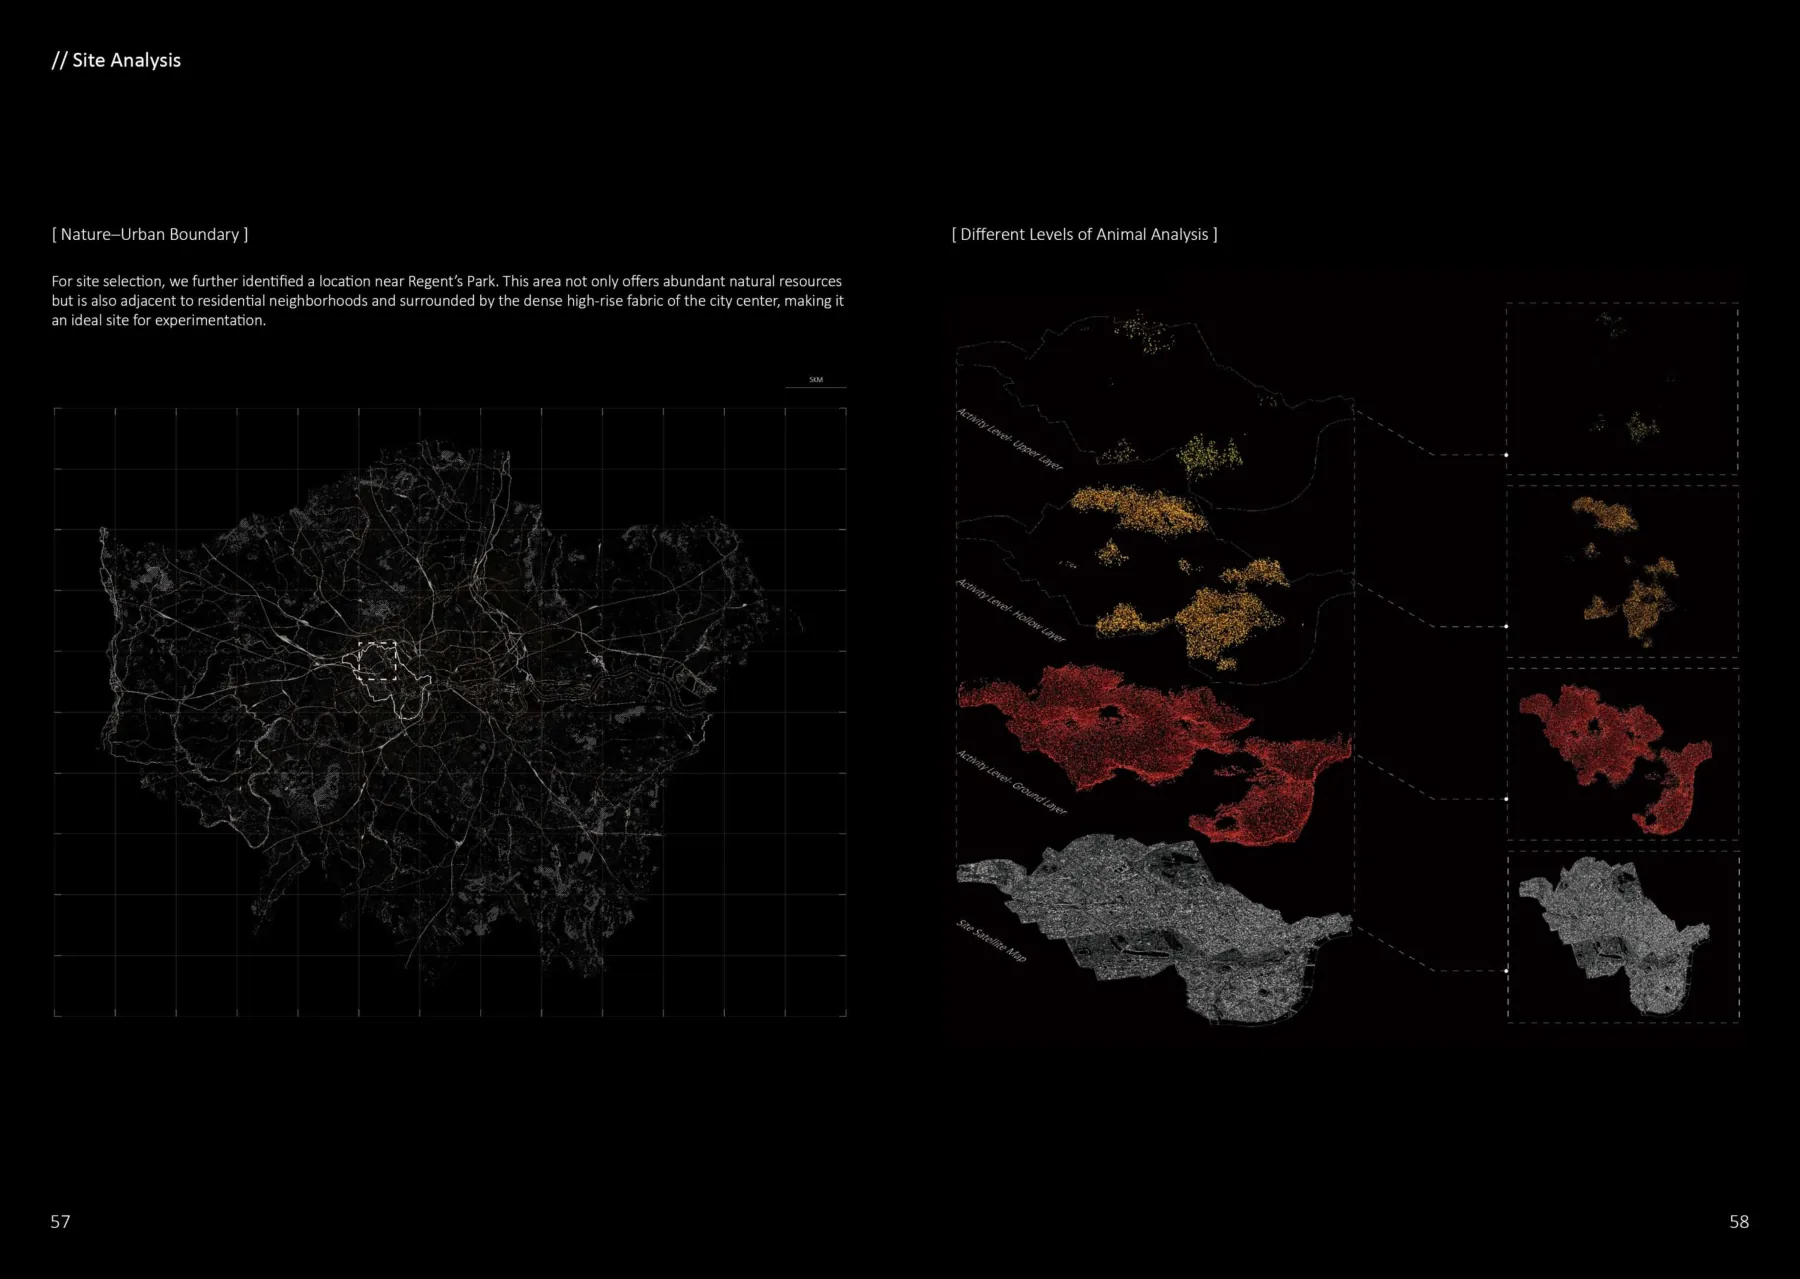 // Site Analysis
[ Nature–Urban Boundary ]
For site selection, we further identified a location near Regent’s Park. This area not only offers abundant natural resources
but is also adjacent to residential neighborhoods and surrounded by the dense high-rise fabric of the city center, making it
an ideal site for experimentation.
5KM
[ Different Levels of Animal Analysis ]
Activity Level- Upper Layer
Activity Level- Hollow Layer
Activity Level- Ground Layer
Site Satellite Map
57
58